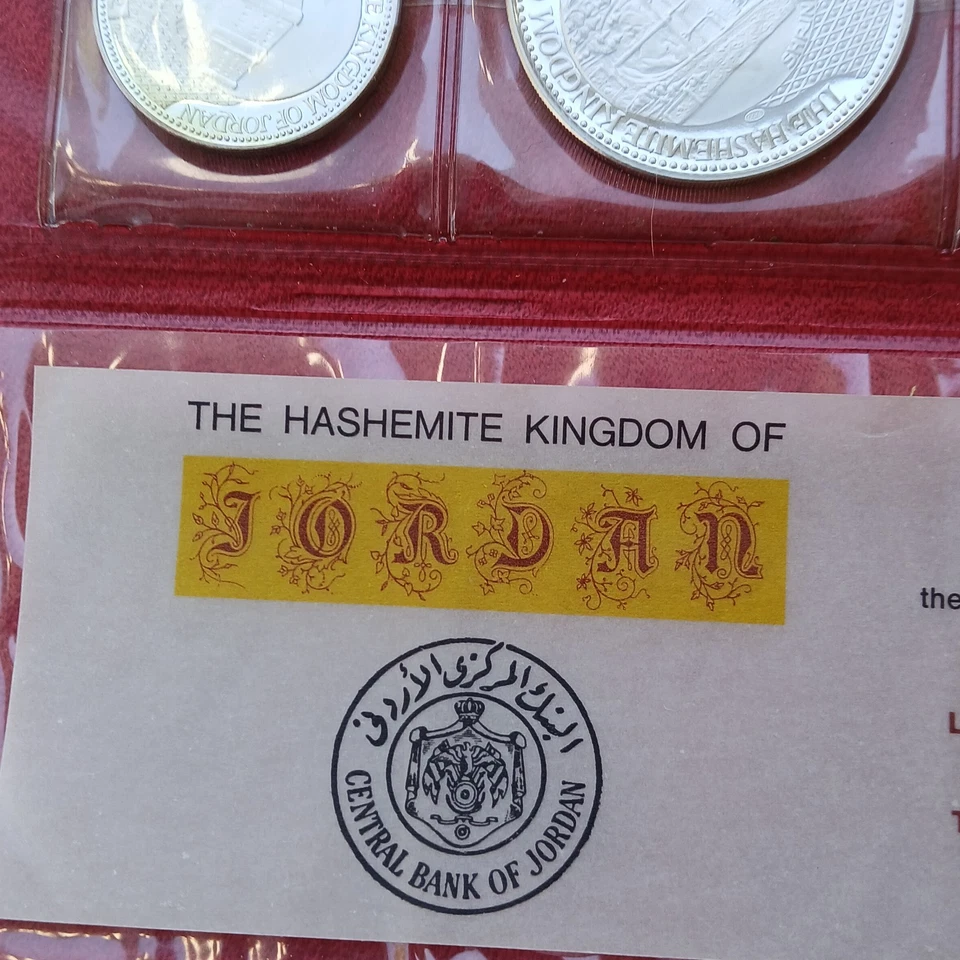 KINGDOM OF JORDAN
THE HASHEMITE KINGDOM
THE HASHEMITE KINGDOM OF
JORDAN
the
البنك المركزي الأردني
CENTRAL BANK OF JORDAN
L
T